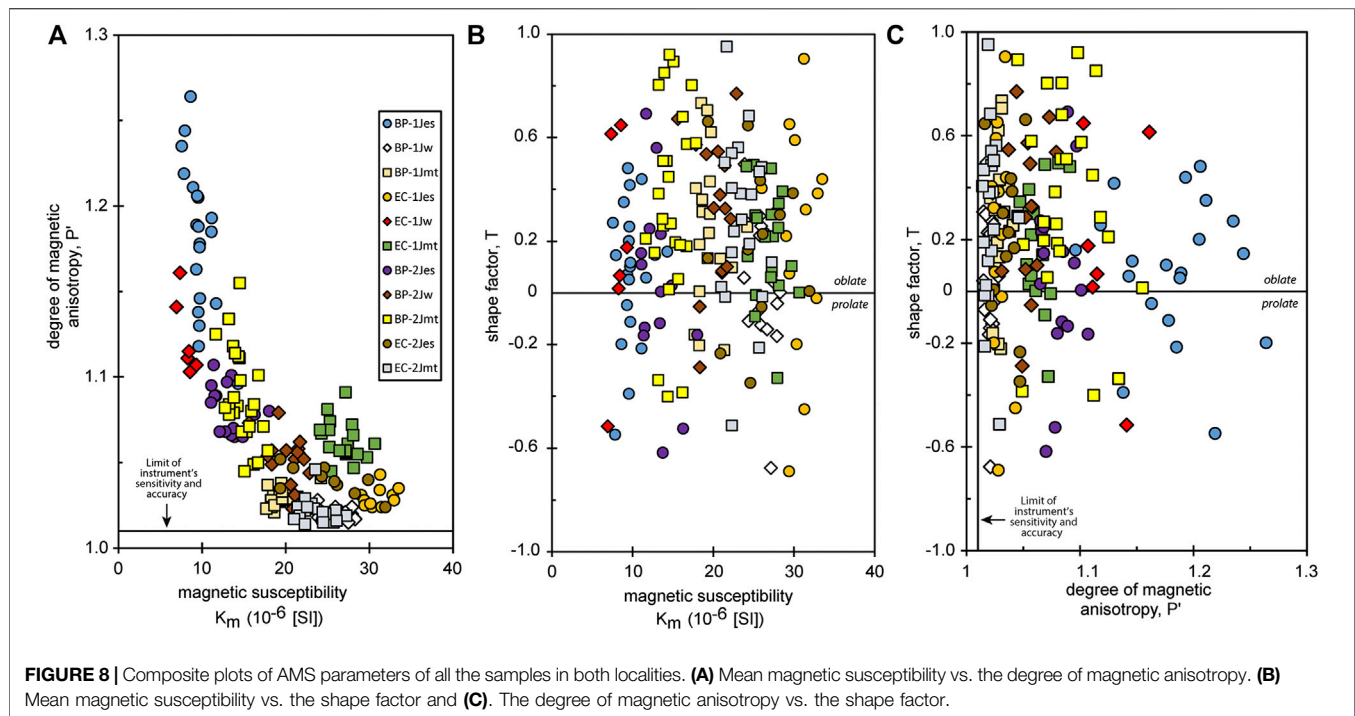 A
1.3
1.2
1.1
1.0
degree of magnetic
anisotropy, P'
BP-1Jes
BP-1Jw
BP-1Jmt
EC-1Jes
EC-1Jw
EC-1Jmt
BP-2Jes
BP-2Jw
BP-2Jmt
EC-2Jes
EC-2Jmt
Limit of
instrument's
sensitivity and
accuracy
0
10
20
30
40
magnetic susceptibility
Km (10-6 [SI])
B
1.0
0.6
0.2
0
-0.2
-0.6
-1.0
shape factor, T
oblate
prolate
0
10
20
30
40
magnetic susceptibility
Km (10-6 [SI])
C
1.0
0.6
0.2
0
-0.2
-0.6
-1.0
shape factor, T
oblate
prolate
Limit of
instrument's
sensitivity and
accuracy
1
1.1
1.2
1.3
degree of magnetic
anisotropy, P'
FIGURE 8 | Composite plots of AMS parameters of all the samples in both localities. (A) Mean magnetic susceptibility vs. the degree of magnetic anisotropy. (B)
Mean magnetic susceptibility vs. the shape factor and (C). The degree of magnetic anisotropy vs. the shape factor.